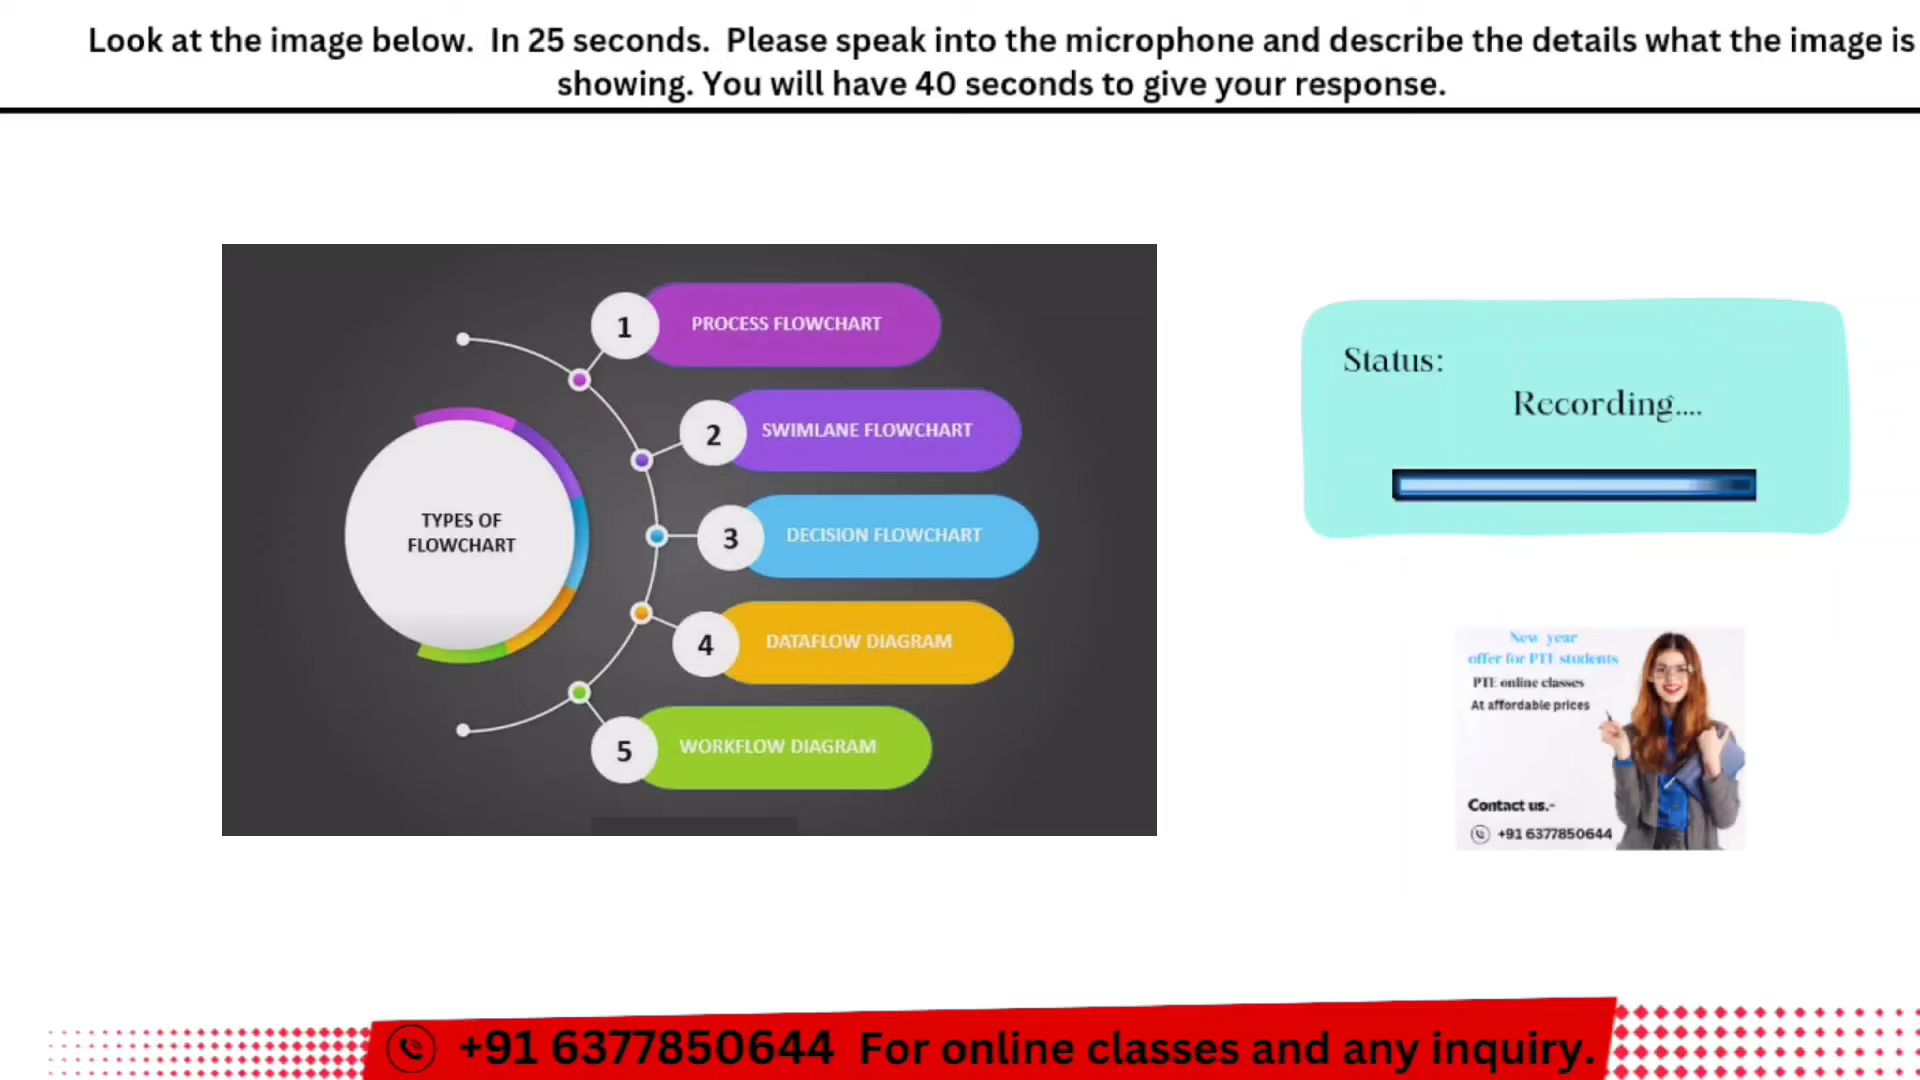 Look at the image below. In 25 seconds. Please speak into the microphone and describe the details what the image is
showing. You will have 40 seconds to give your response.
1
PROCESS FLOWCHART
2
SWIMLANE FLOWCHART
TYPES OF
FLOWCHART
3
DECISION FLOWCHART
4
DATAFLOW DIAGRAM
5
WORKFLOW DIAGRAM
Status:
Recording....
New year
offer for PTE students
PTE online classes
At affordable prices
Contact us.-
+91 6377850644
+91 6377850644 For online classes and any inquiry.